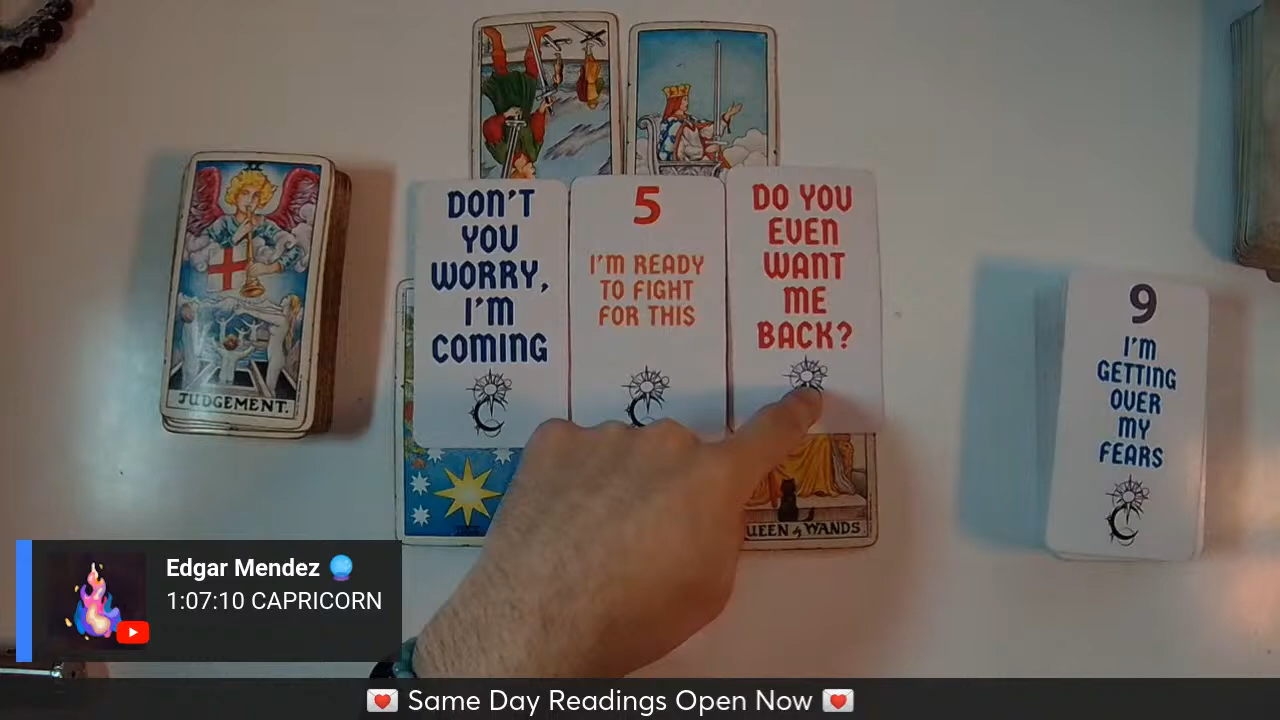 DON'T
YOU
WORRY,
I'M
COMING
5
I'M READY
TO FIGHT
FOR THIS
DO YOU
EVEN
WANT
ME
BACK?
JUDGEMENT.
9
I'M
GETTING
OVER
MY
FEARS
UEEN of WANDS
Edgar Mendez
1:07:10 CAPRICORN
Same Day Readings Open Now